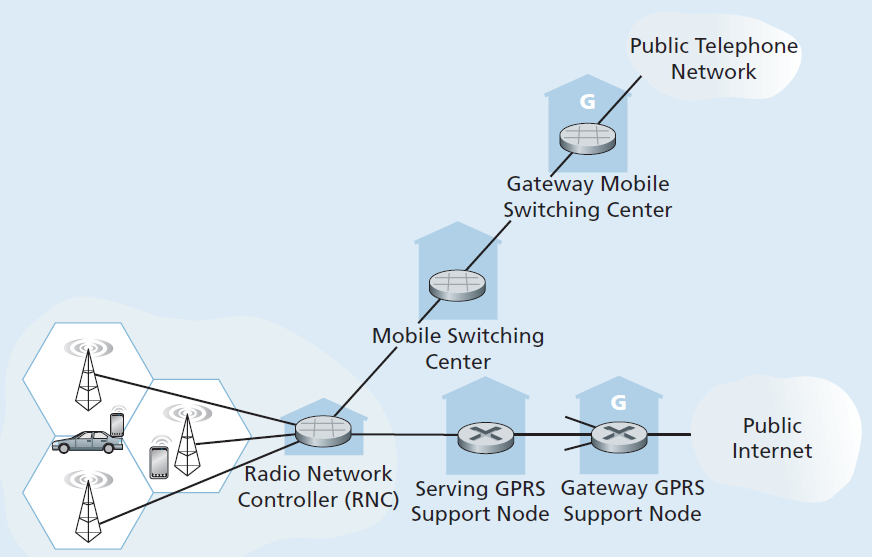 Public Telephone
Network
G
Gateway Mobile
Switching Center
Mobile Switching
Center
G
Public
Internet
Radio Network
Controller (RNC)
Serving GPRS
Support Node
Gateway GPRS
Support Node